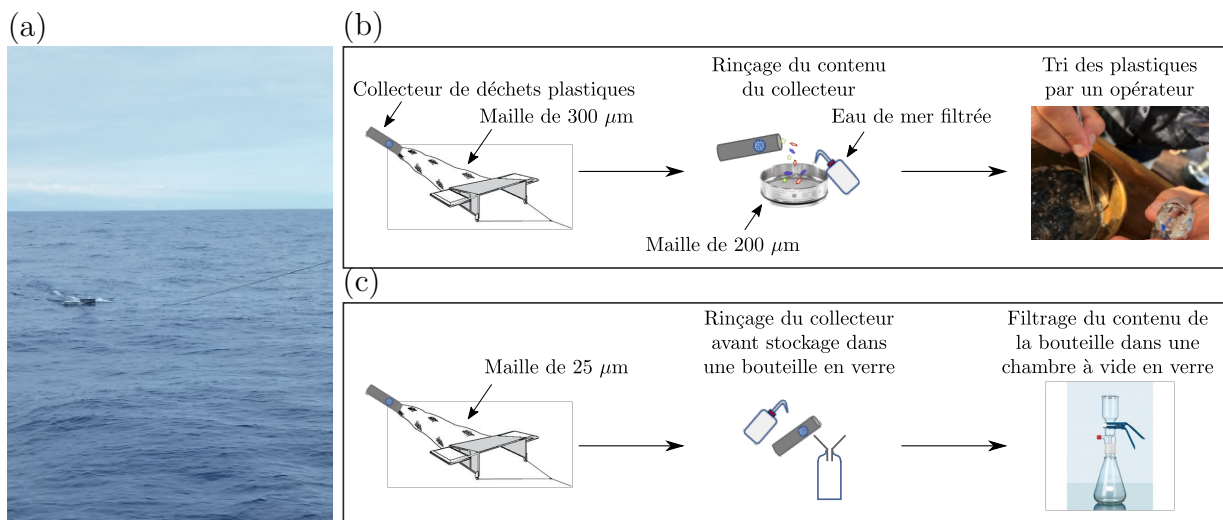 (a)
(b)
Collecteur de déchets plastiques
Maille de 300 μm
Rinçage du contenu
du collecteur
Eau de mer filtrée
Maille de 200 μm
Tri des plastiques
par un opérateur
(c)
Maille de 25 μm
Rinçage du collecteur
avant stockage dans
une bouteille en verre
Filtrage du contenu de
la bouteille dans une
chambre à vide en verre